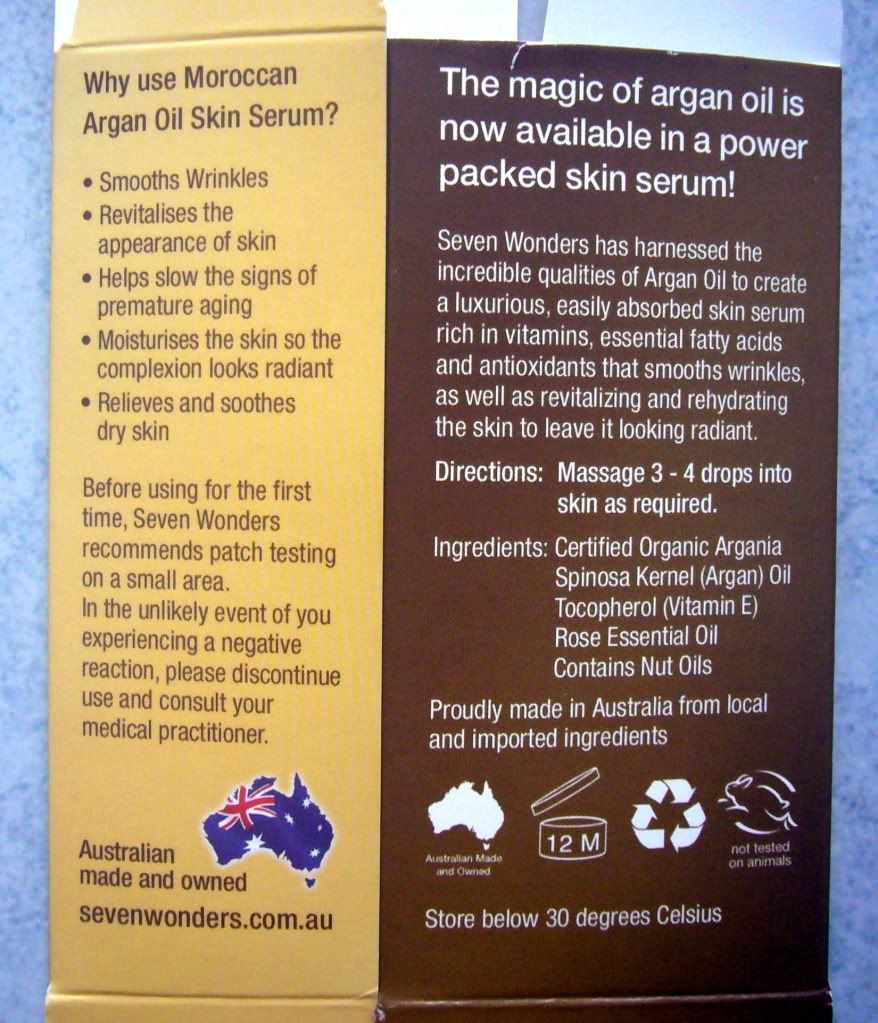 Why use Moroccan
Argan Oil Skin Serum?
• Smooths Wrinkles
• Revitalises the
appearance of skin
• Helps slow the signs of
premature aging
• Moisturises the skin so the
complexion looks radiant
• Relieves and soothes
dry skin
Before using for the first
time, Seven Wonders
recommends patch testing
on a small area.
In the unlikely event of you
experiencing a negative
reaction, please discontinue
use and consult your
medical practitioner.
Australian
made and owned
sevenwonders.com.au
The magic of argan oil is
now available in a power
packed skin serum!
Seven Wonders has harnessed the
incredible qualities of Argan Oil to create
a luxurious, easily absorbed skin serum
rich in vitamins, essential fatty acids
and antioxidants that smooths wrinkles,
as well as revitalizing and rehydrating
the skin to leave it looking radiant.
Directions: Massage 3 - 4 drops into
skin as required.
Ingredients: Certified Organic Argania
Spinosa Kernel (Argan) Oil
Tocopherol (Vitamin E)
Rose Essential Oil
Contains Nut Oils
Proudly made in Australia from local
and imported ingredients
Australian Made
and Owned
12 M
not tested
on animals
Store below 30 degrees Celsius